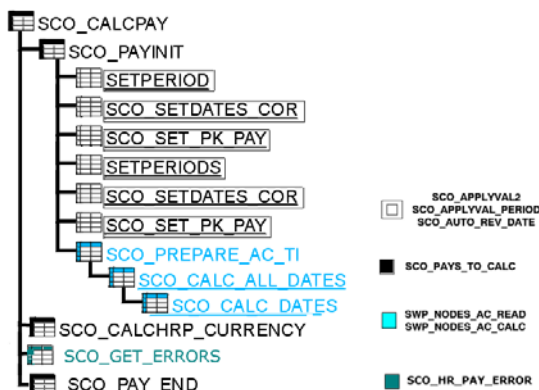 SCO_CALCPAY
SCO_PAYINIT
SETPERIOD
SCO_SETDATES_COR
SCO_SET_PK_PAY
SETPERIODS
SCO_SETDATES_COR
SCO_SET_PK_PAY
SCO_PREPARE_AC_TI
SCO_CALC_ALL_DATES
SCO_CALC_DATES
SCO_CALCHRP_CURRENCY
SCO_GET_ERRORS
SCO_PAY_END
SCO_APPLYVAL2
SCO_APPLYVAL_PERIOD
SCO_AUTO_REV_DATE
SCO_PAYS_TO_CALC
SWP_NODES_AC_READ
SWP_NODES_AC_CALC
SCO_HR_PAY_ERROR